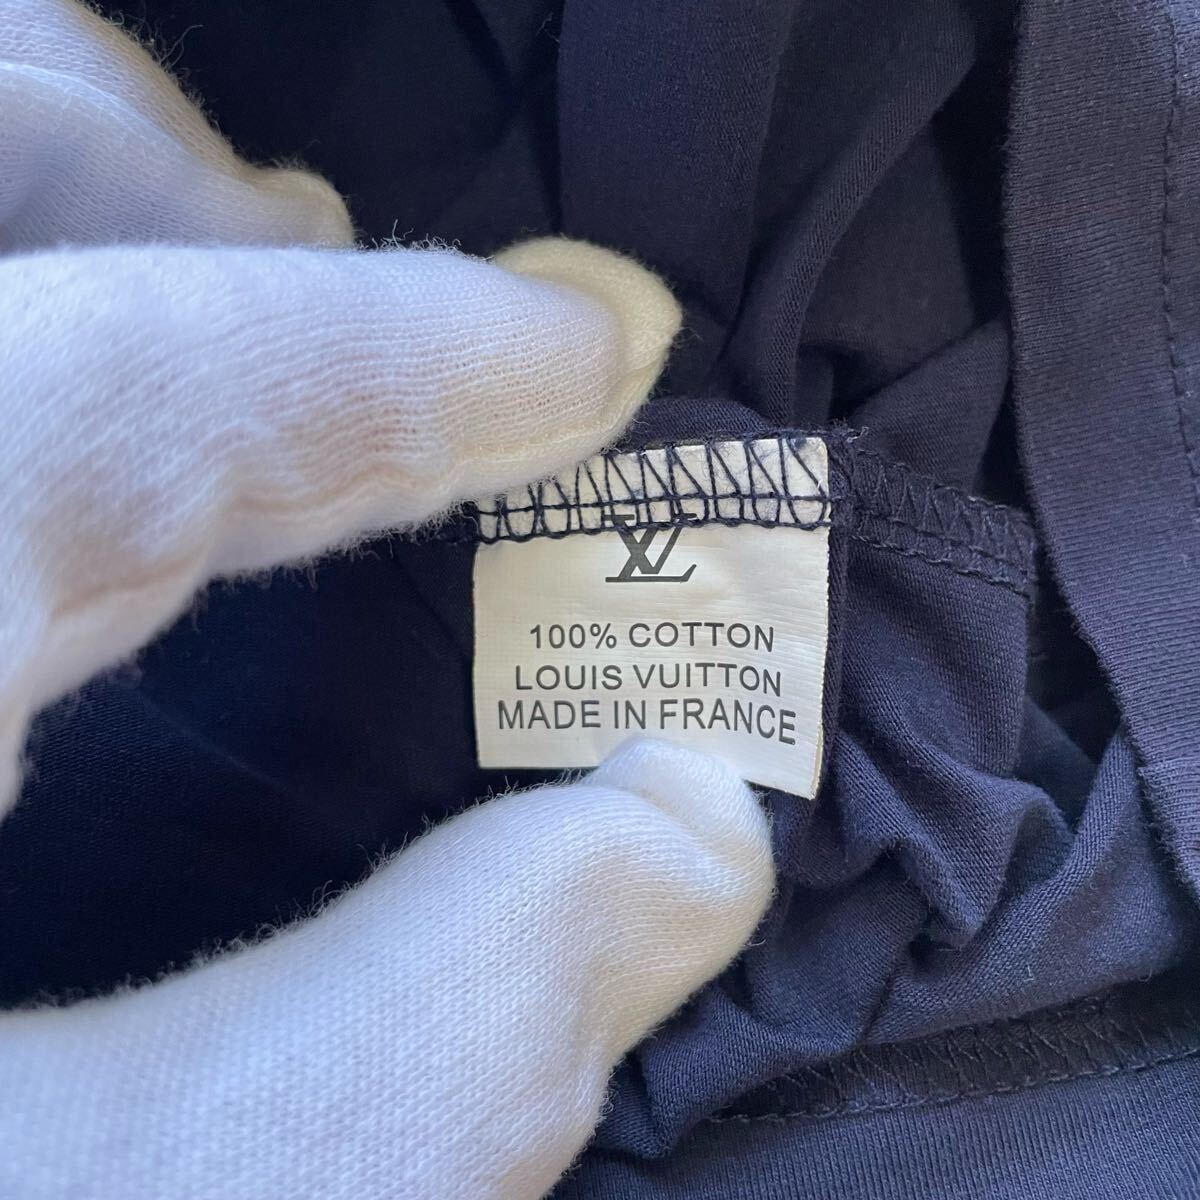 LV
100% COTTON
LOUIS VUITTON
MADE IN FRANCE